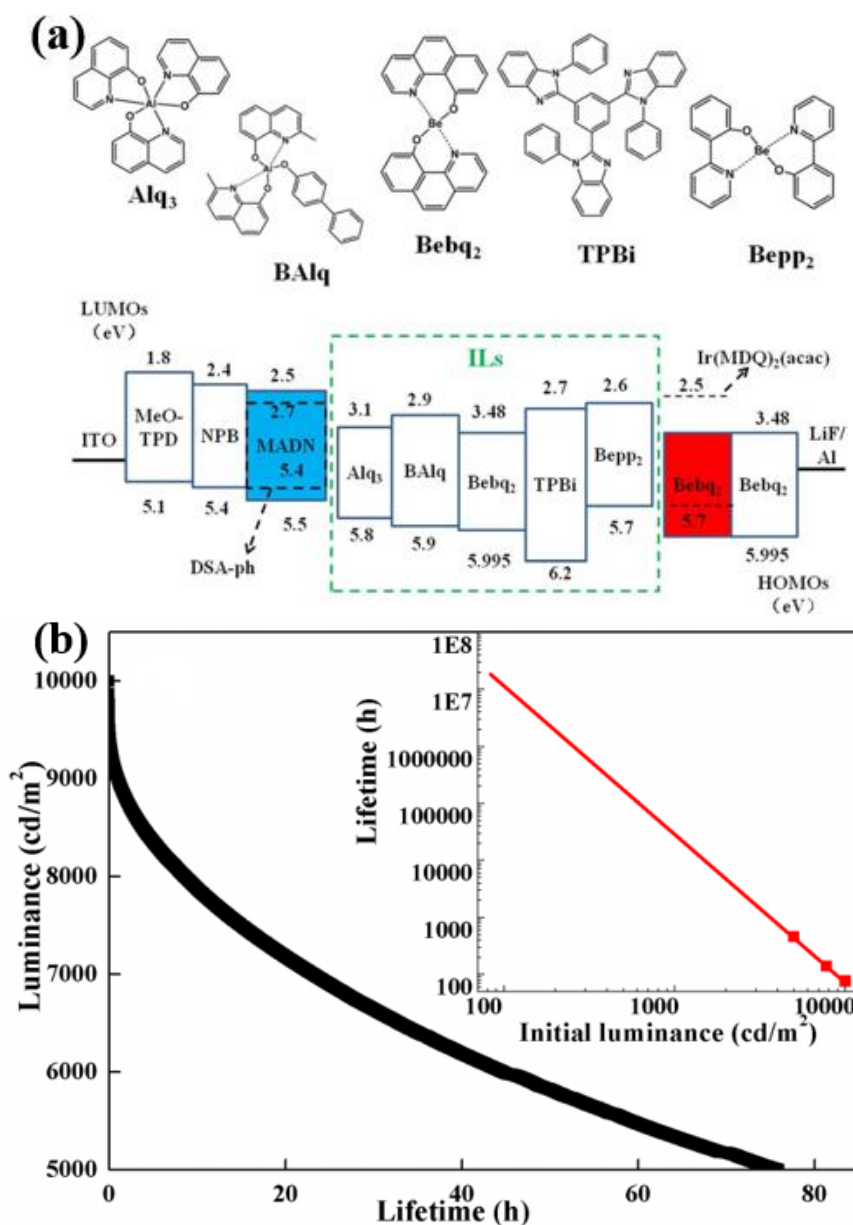 (a)
N
O
Al
O
N
O
N
Alq₃
N
O
Al
O
N
O
BAlq
N
O
Be
O
N
Bebq₂
N
N
N
N
N
N
TPBi
O
N
Be
N
O
Bepp₂
LUMOs
（eV）
ILs
Ir(MDQ)₂(acac)
1.8
2.4
2.5
3.1
2.9
3.48
2.7
2.6
2.5
3.48
ITO
MeO-
TPD
NPB
2.7
MADN
5.4
Alq₃
BAlq
Bebq₂
TPBi
Bepp₂
Bebq₂
5.7
Bebq₂
LiF/
Al
5.1
5.4
5.5
5.8
5.9
5.995
6.2
5.7
5.995
DSA-ph
HOMOs
（eV）
(b)
Luminance (cd/m²)
10000
9000
8000
7000
6000
5000
0
20
40
60
80
Lifetime (h)
Lifetime (h)
1E8
1E7
1000000
100000
10000
1000
100
100
1000
10000
Initial luminance (cd/m²)